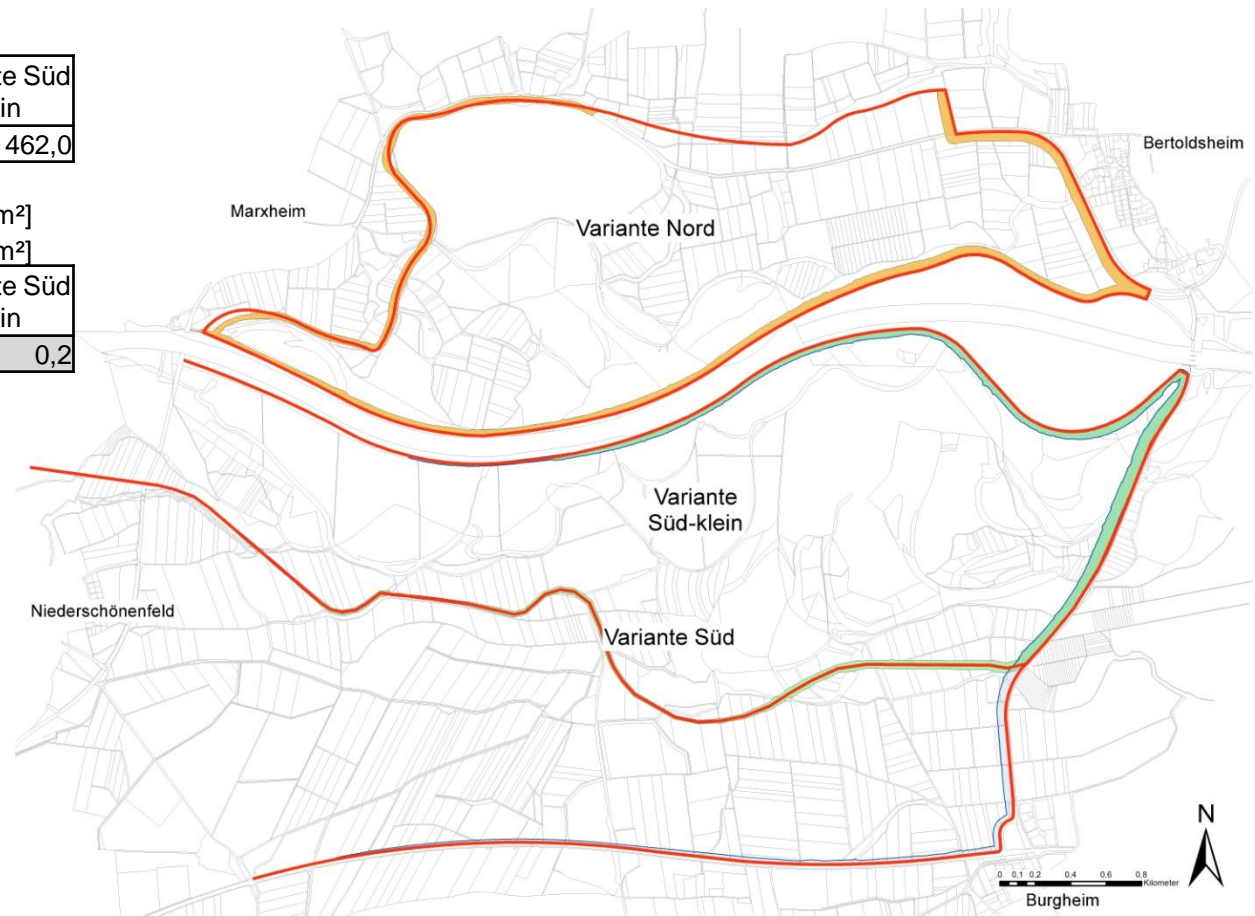 te Süd
in
462,0
m²]
m²]
te Süd
in
0,2
Bertoldsheim
Marxheim
Variante Nord
Variante
Süd-klein
Niederschönenfeld
Variante Süd
N
0 0,1 0,2 0,4 0,6 0,8
Kilometer
Burgheim